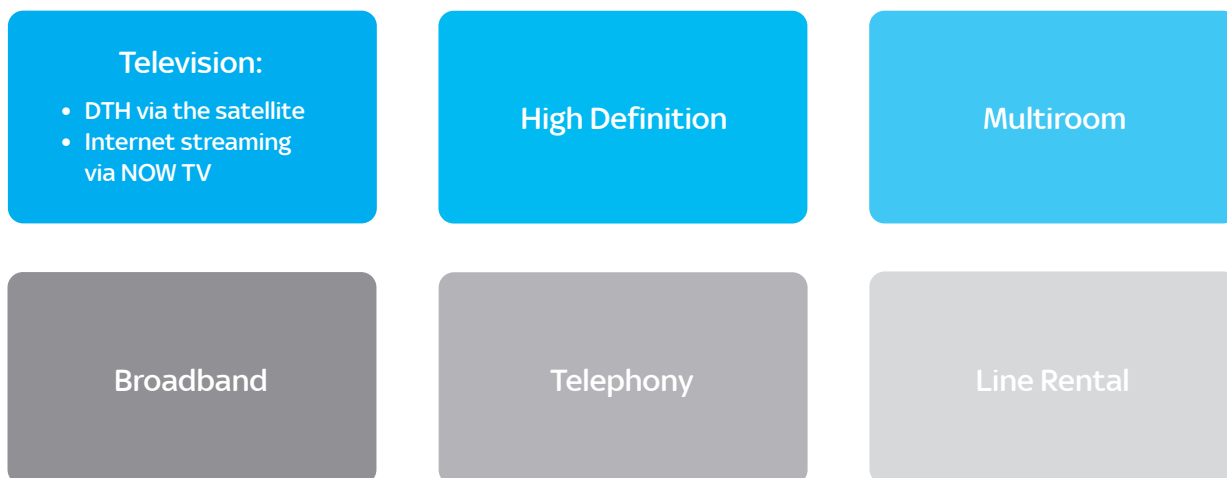 Television:
• DTH via the satellite
• Internet streaming
via NOW TV
High Definition
Multiroom
Broadband
Telephony
Line Rental